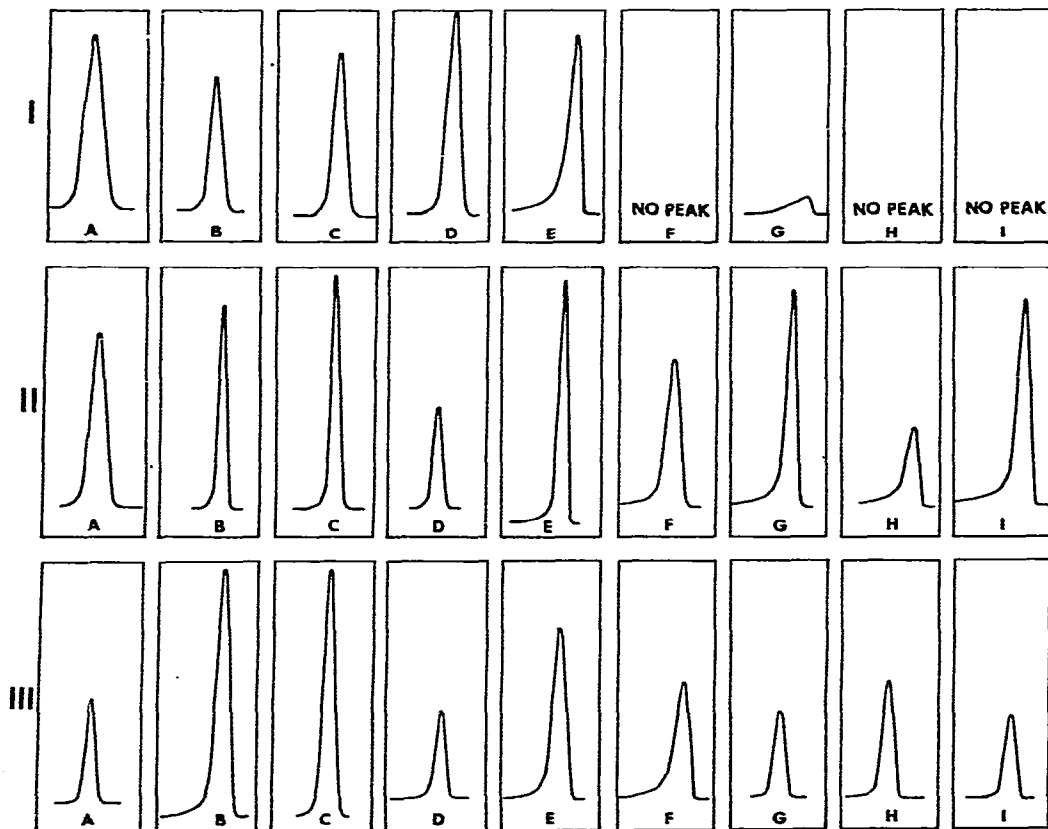 I
NO PEAK NO PEAK NO PEAK
A B C D E F G H I
II
A B C D E F G H I
III
A B C D E F G H I